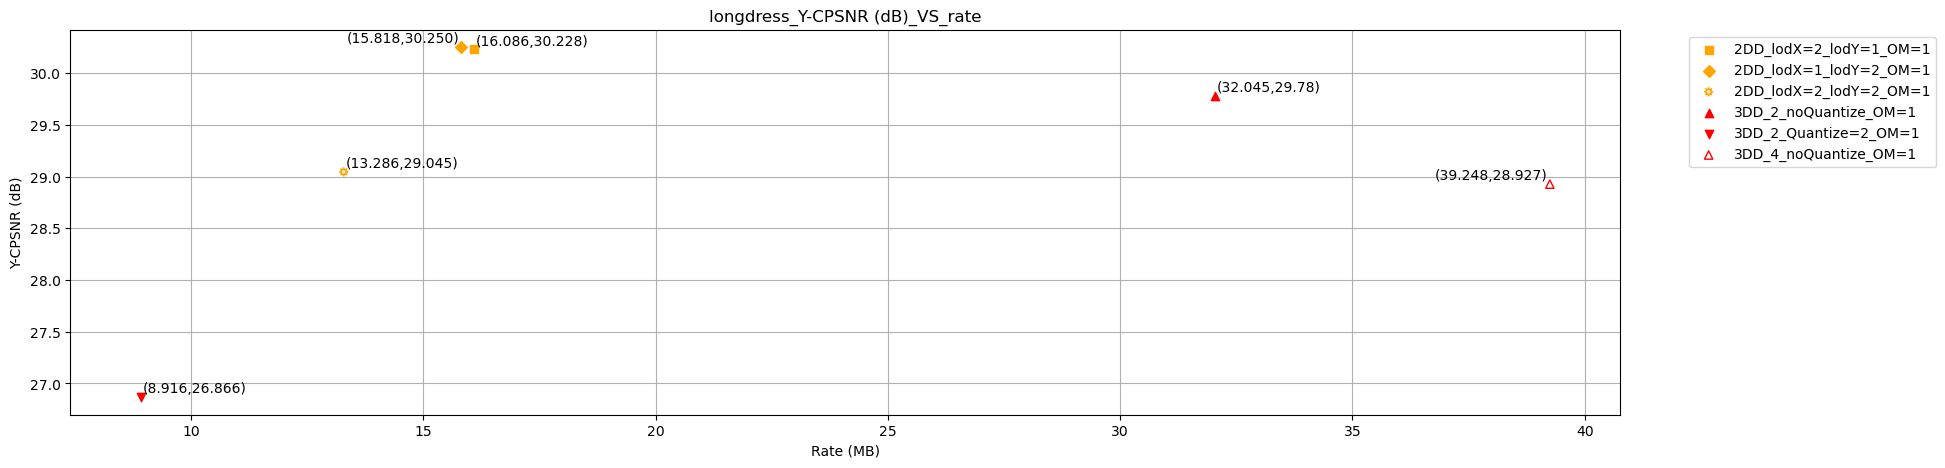 longdress_Y-CPSNR (dB)_VS_rate
(15.818,30.250)
(16.086,30.228)
(32.045,29.78)
(13.286,29.045)
(39.248,28.927)
(8.916,26.866)
Y-CPSNR (dB)
30.0
29.5
29.0
28.5
28.0
27.5
27.0
10
15
20
25
30
35
40
Rate (MB)
2DD_lodX=2_lodY=1_OM=1
2DD_lodX=1_lodY=2_OM=1
2DD_lodX=2_lodY=2_OM=1
3DD_2_noQuantize_OM=1
3DD_2_Quantize=2_OM=1
3DD_4_noQuantize_OM=1